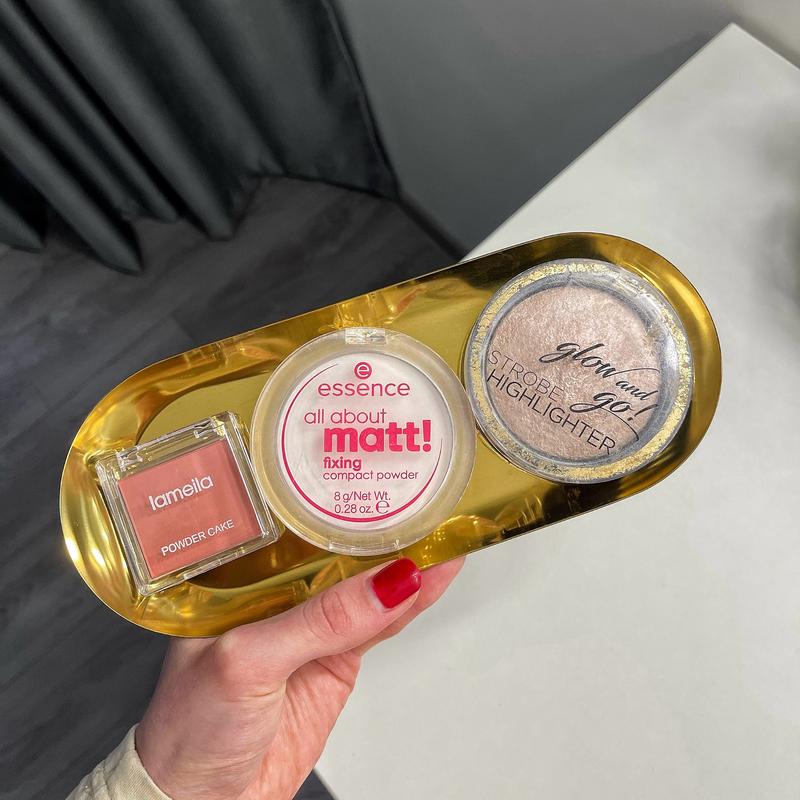 lameila
POWDER CAKE
e
essence
all about
matt!
fixing
compact powder
8 g/Net Wt.
0.28 oz. e
glow and
go!
STROBE
HIGHLIGHTER